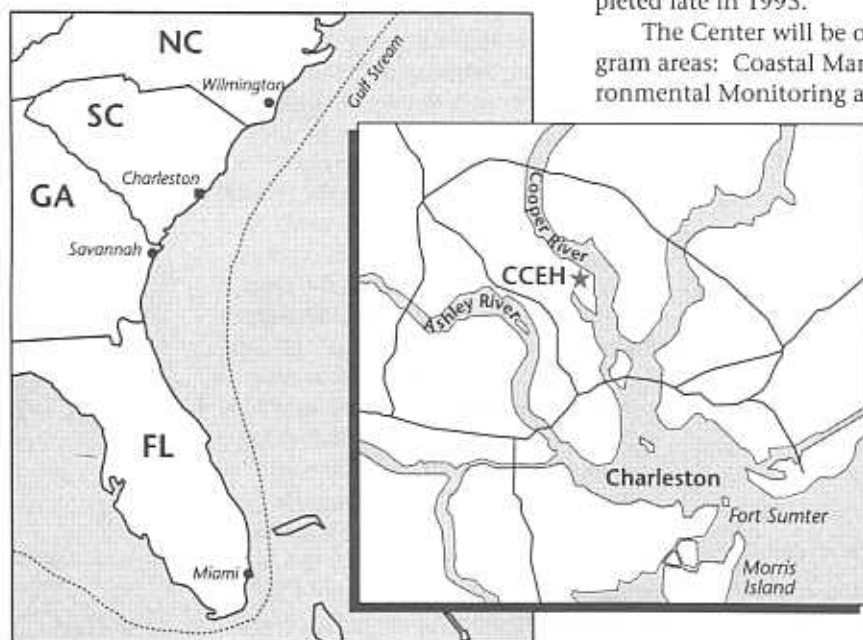 pleted late in 1995.
The Center will be o
gram areas: Coastal Mar
ronmental Monitoring a
NC
Wilmington
Gulf Stream
SC
Charleston
GA
Savannah
FL
Miami
Cooper River
CCEH
Ashley River
Charleston
Fort Sumter
Morris
Island